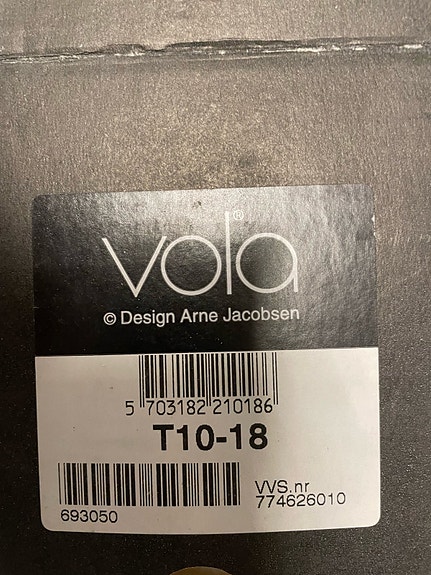 vola®
© Design Arne Jacobsen
5 703182 210186
T10-18
VVS.nr
774626010
693050